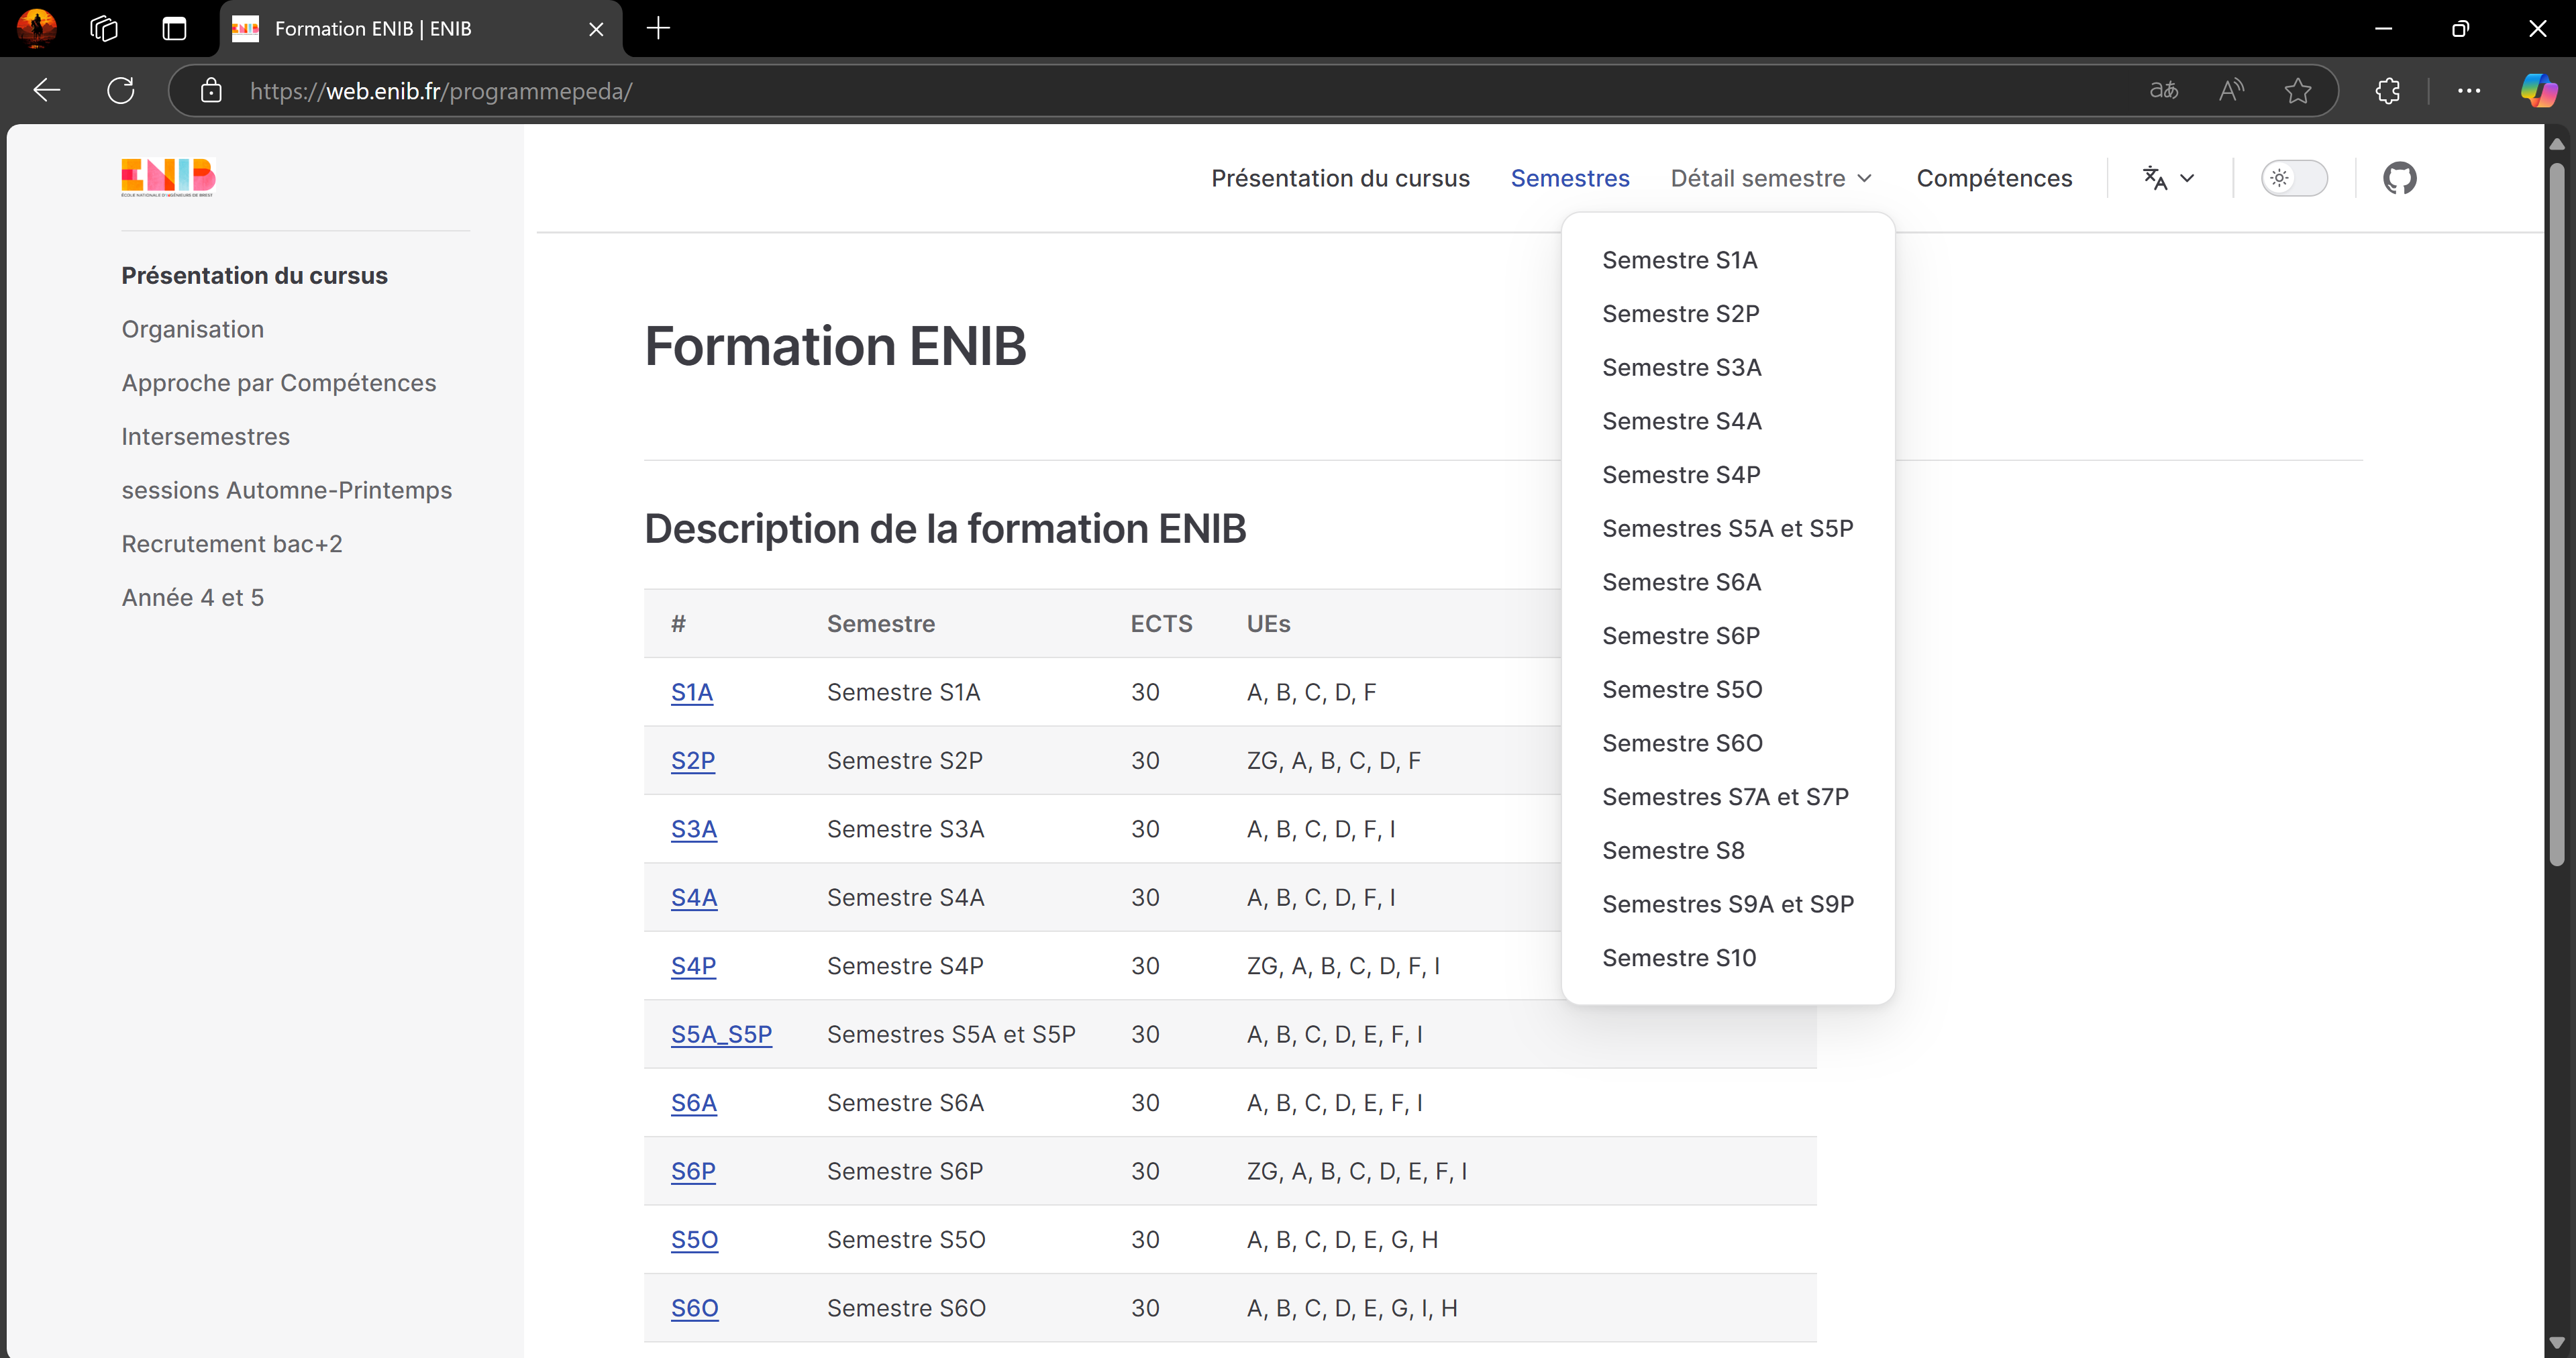 Formation ENIB | ENIB
https://web.enib.fr/programmepeda/
ENIB
ÉCOLE NATIONALE D'INGÉNIEURS DE BREST
Présentation du cursus
Semestres
Détail semestre
Compétences
Présentation du cursus
Organisation
Approche par Compétences
Intersemestres
sessions Automne-Printemps
Recrutement bac+2
Année 4 et 5
Semestre S1A
Semestre S2P
Semestre S3A
Semestre S4A
Semestre S4P
Semestres S5A et S5P
Semestre S6A
Semestre S6P
Semestre S5O
Semestre S6O
Semestres S7A et S7P
Semestre S8
Semestres S9A et S9P
Semestre S10
Formation ENIB
Description de la formation ENIB
# Semestre ECTS UEs
S1A Semestre S1A 30 A, B, C, D, F
S2P Semestre S2P 30 ZG, A, B, C, D, F
S3A Semestre S3A 30 A, B, C, D, F, I
S4A Semestre S4A 30 A, B, C, D, F, I
S4P Semestre S4P 30 ZG, A, B, C, D, F, I
S5A_S5P Semestres S5A et S5P 30 A, B, C, D, E, F, I
S6A Semestre S6A 30 A, B, C, D, E, F, I
S6P Semestre S6P 30 ZG, A, B, C, D, E, F, I
S5O Semestre S5O 30 A, B, C, D, E, G, H
S6O Semestre S6O 30 A, B, C, D, E, G, I, H